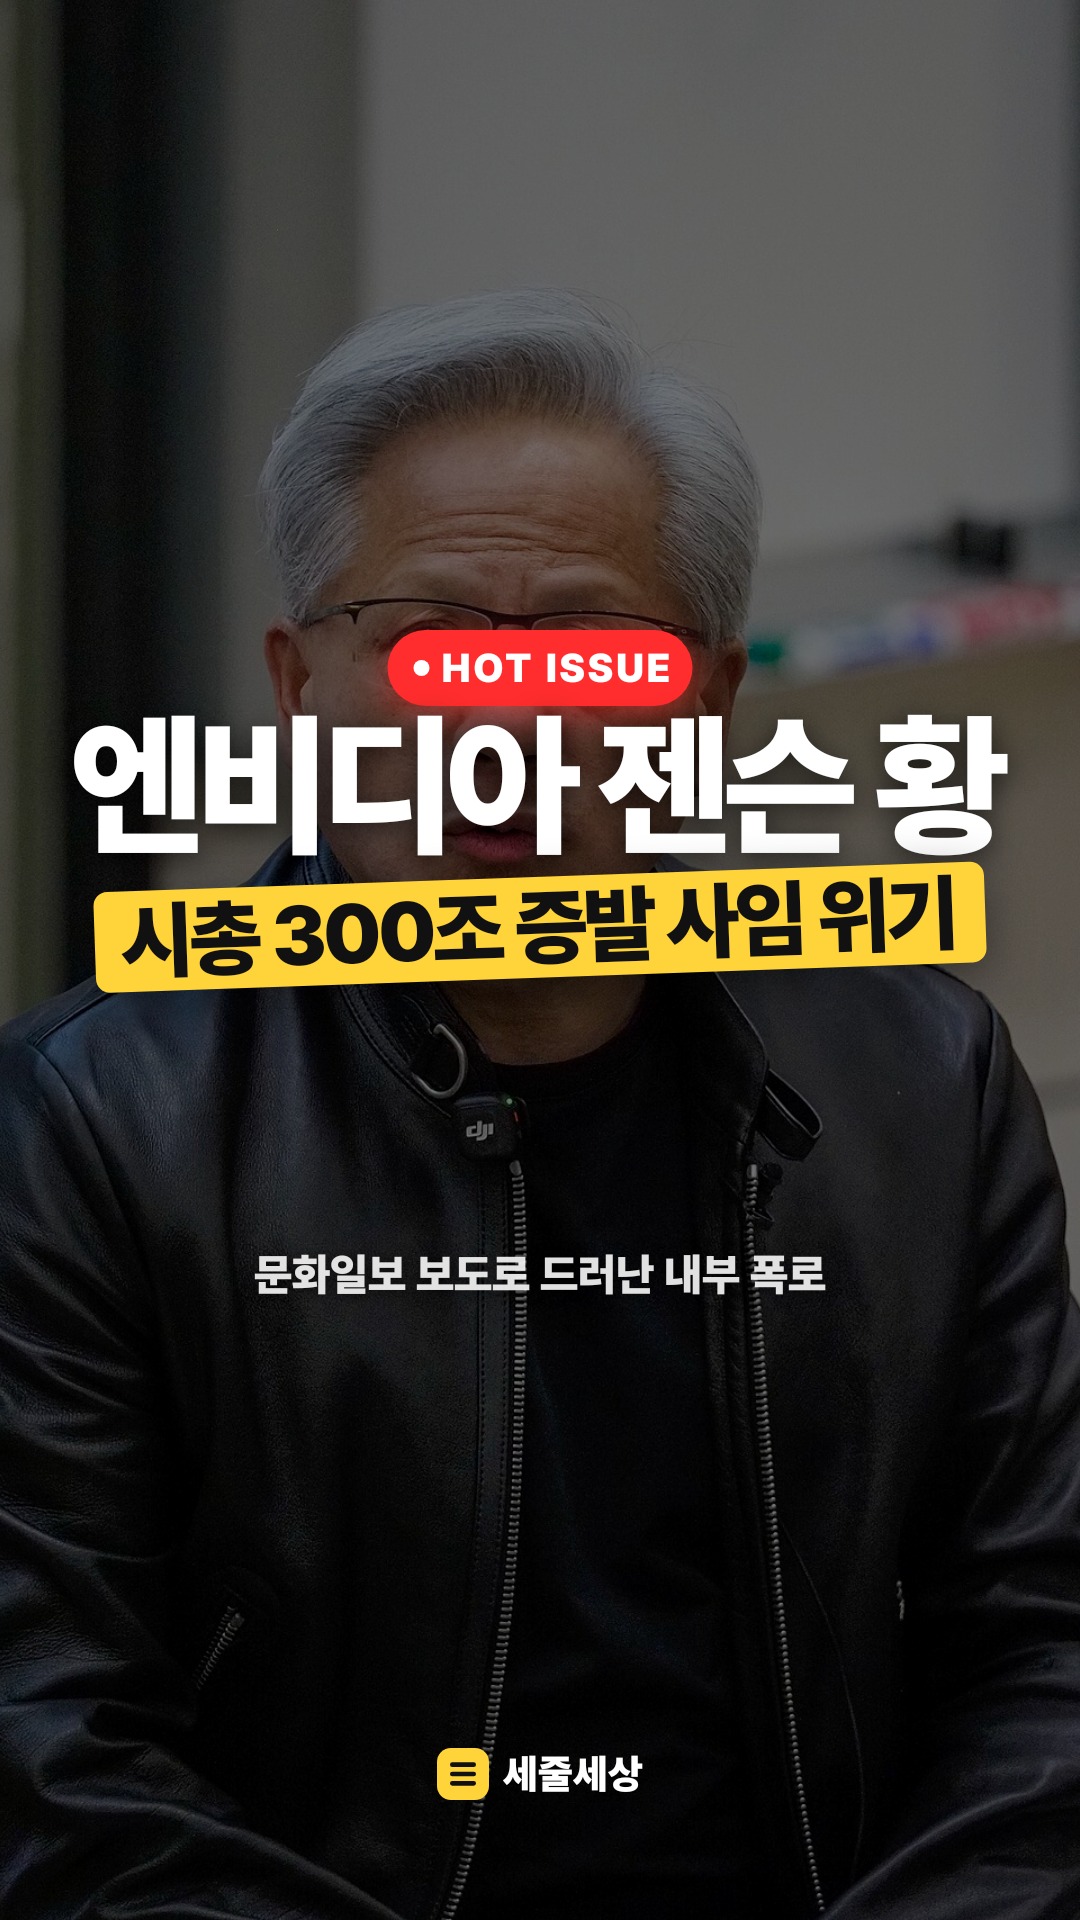 HOT ISSUE
엔비디아 젠슨 황
시총 300조 증발 사임 위기
dji
문화일보 보도로 드러난 내부 폭로
세줄세상